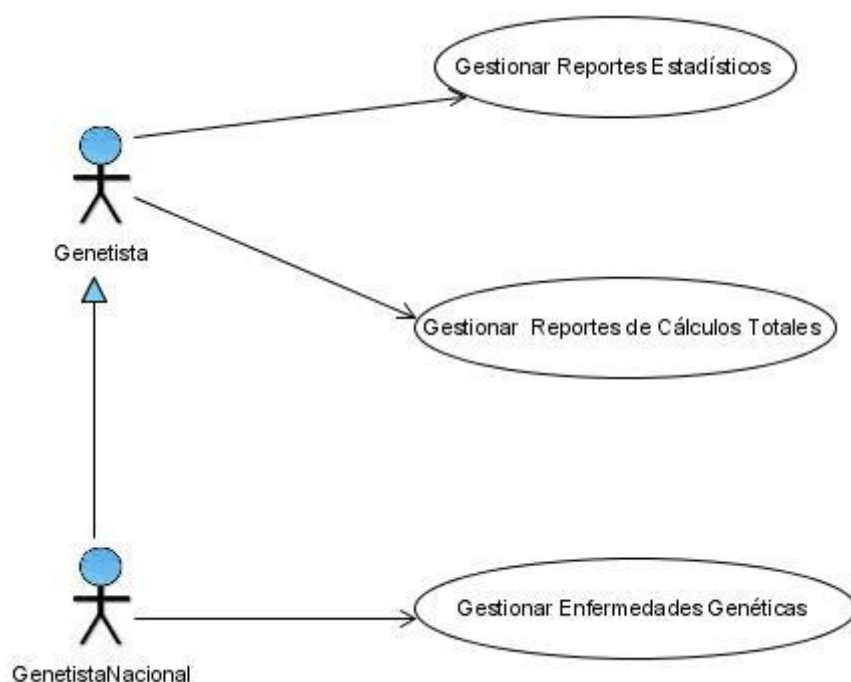 Gestionar Reportes Estadísticos
Genetista
Gestionar Reportes de Cálculos Totales
Gestionar Enfermedades Genéticas
GenetistaNacional